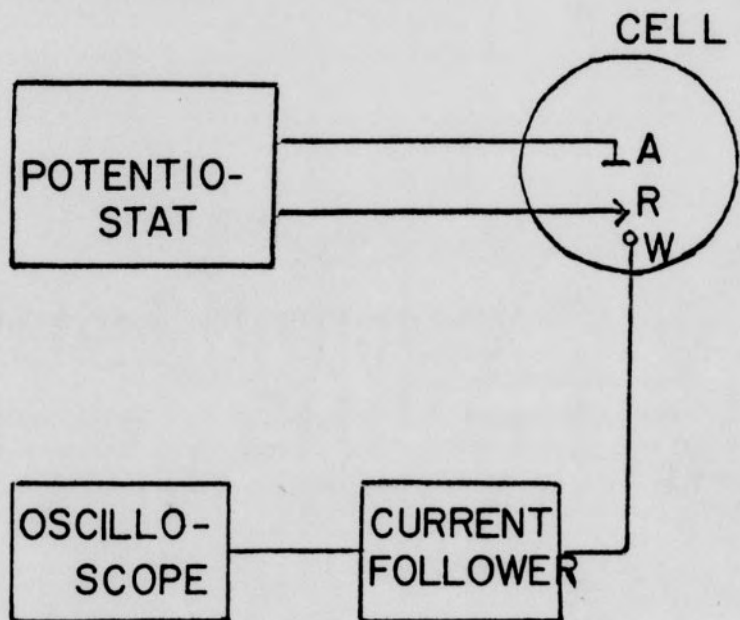 CELL
POTENTIO-
STAT
A
R
W
OSCILLO-
SCOPE
CURRENT
FOLLOWER